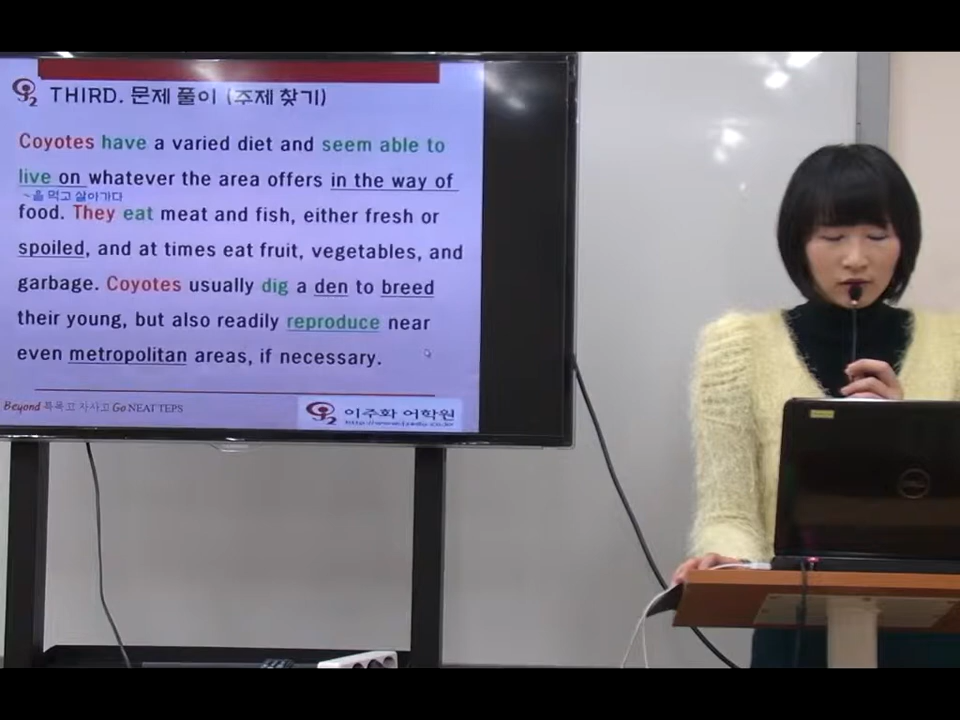 THIRD. 문제 풀이 (주제 찾기)
Coyotes have a varied diet and seem able to
live on whatever the area offers in the way of
~을 먹고 살아가다
food. They eat meat and fish, either fresh or
spoiled, and at times eat fruit, vegetables, and
garbage. Coyotes usually dig a den to breed
their young, but also readily reproduce near
even metropolitan areas, if necessary.
Beyond 특목고 자사고 Go NEAT TEPS
이주화 어학원
DELL